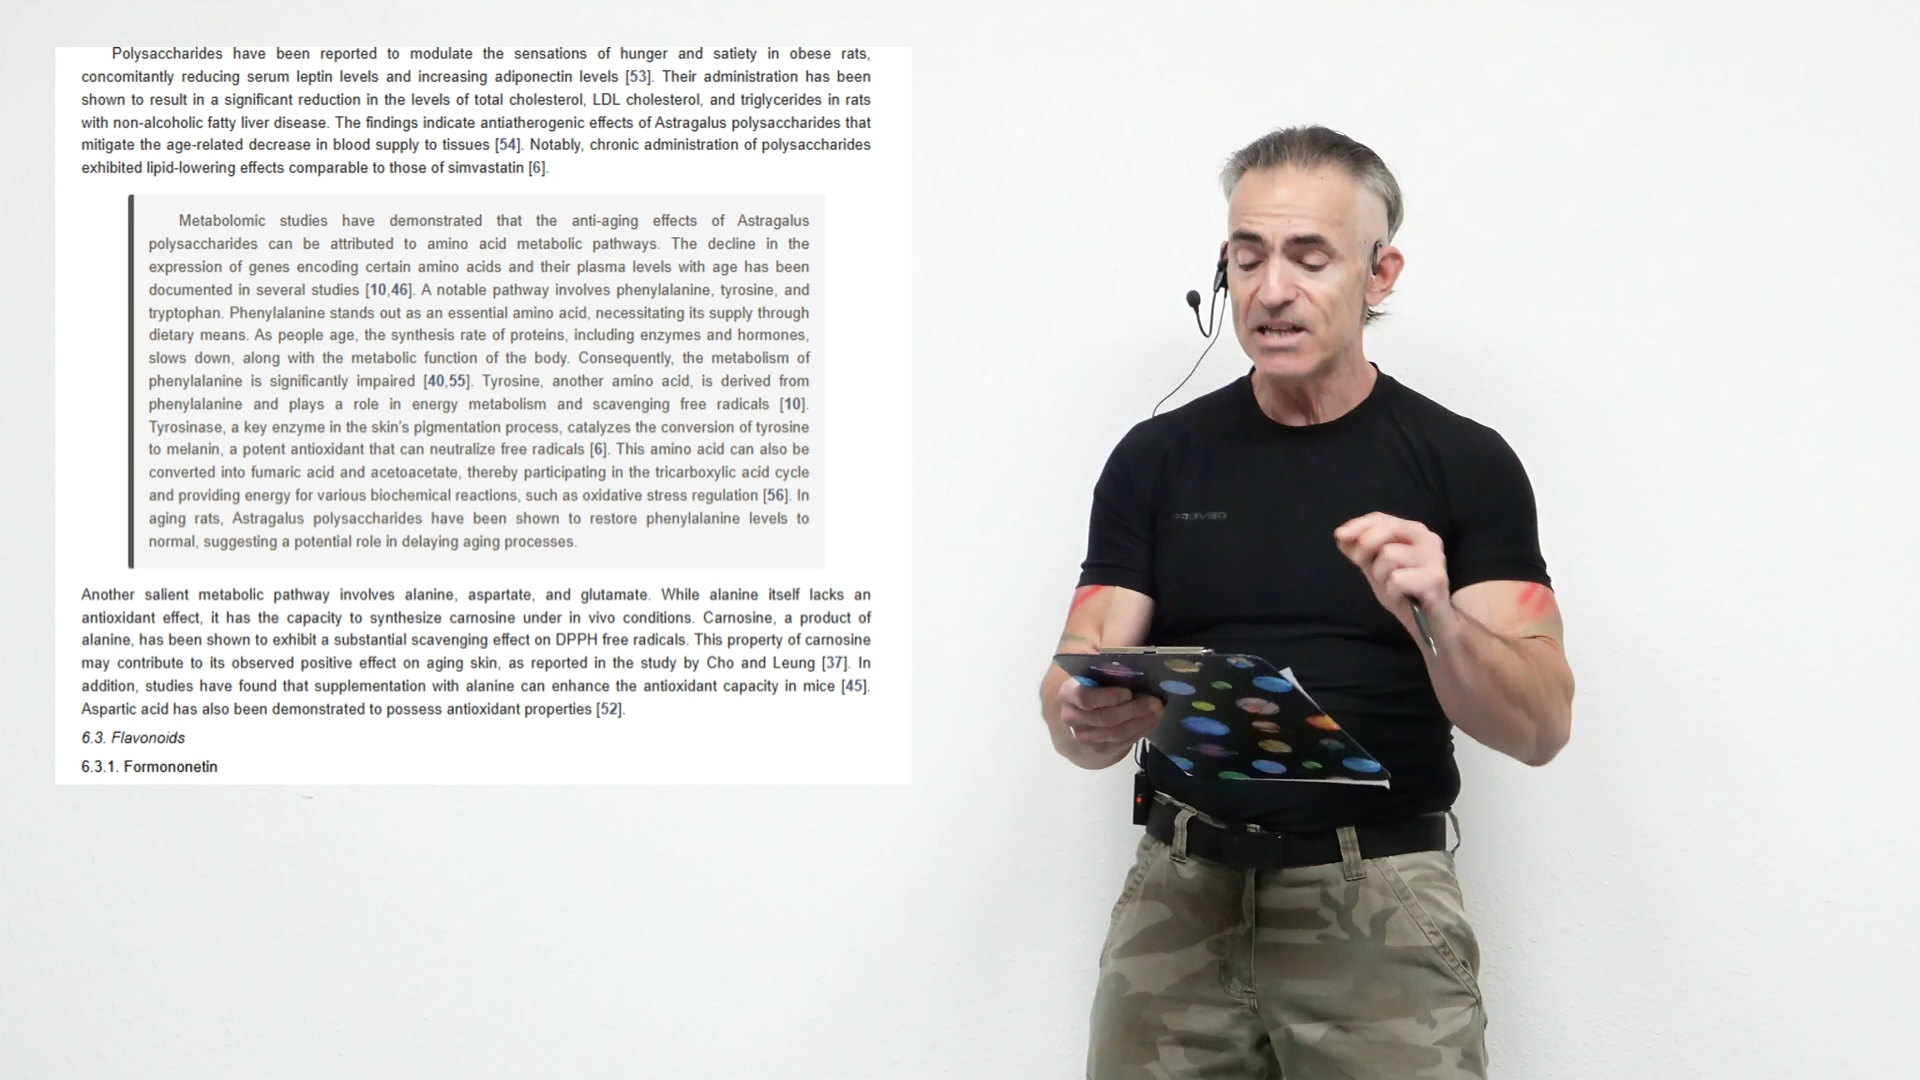 Polysaccharides have been reported to modulate the sensations of hunger and satiety in obese rats,
concomitantly reducing serum leptin levels and increasing adiponectin levels [53]. Their administration has been
shown to result in a significant reduction in the levels of total cholesterol, LDL cholesterol, and triglycerides in rats
with non-alcoholic fatty liver disease. The findings indicate antiatherogenic effects of Astragalus polysaccharides that
mitigate the age-related decrease in blood supply to tissues [54]. Notably, chronic administration of polysaccharides
exhibited lipid-lowering effects comparable to those of simvastatin [6].
Metabolomic studies have demonstrated that the anti-aging effects of Astragalus
polysaccharides can be attributed to amino acid metabolic pathways. The decline in the
expression of genes encoding certain amino acids and their plasma levels with age has been
documented in several studies [10,46]. A notable pathway involves phenylalanine, tyrosine, and
tryptophan. Phenylalanine stands out as an essential amino acid, necessitating its supply through
dietary means. As people age, the synthesis rate of proteins, including enzymes and hormones,
slows down, along with the metabolic function of the body. Consequently, the metabolism of
phenylalanine is significantly impaired [40,55]. Tyrosine, another amino acid, is derived from
phenylalanine and plays a role in energy metabolism and scavenging free radicals [10].
Tyrosinase, a key enzyme in the skin's pigmentation process, catalyzes the conversion of tyrosine
to melanin, a potent antioxidant that can neutralize free radicals [6]. This amino acid can also be
converted into fumaric acid and acetoacetate, thereby participating in the tricarboxylic acid cycle
and providing energy for various biochemical reactions, such as oxidative stress regulation [56]. In
aging rats, Astragalus polysaccharides have been shown to restore phenylalanine levels to
normal, suggesting a potential role in delaying aging processes.
Another salient metabolic pathway involves alanine, aspartate, and glutamate. While alanine itself lacks an
antioxidant effect, it has the capacity to synthesize carnosine under in vivo conditions. Carnosine, a product of
alanine, has been shown to exhibit a substantial scavenging effect on DPPH free radicals. This property of carnosine
may contribute to its observed positive effect on aging skin, as reported in the study by Cho and Leung [37]. In
addition, studies have found that supplementation with alanine can enhance the antioxidant capacity in mice [45].
Aspartic acid has also been demonstrated to possess antioxidant properties [52].
6.3. Flavonoids
6.3.1. Formononetin